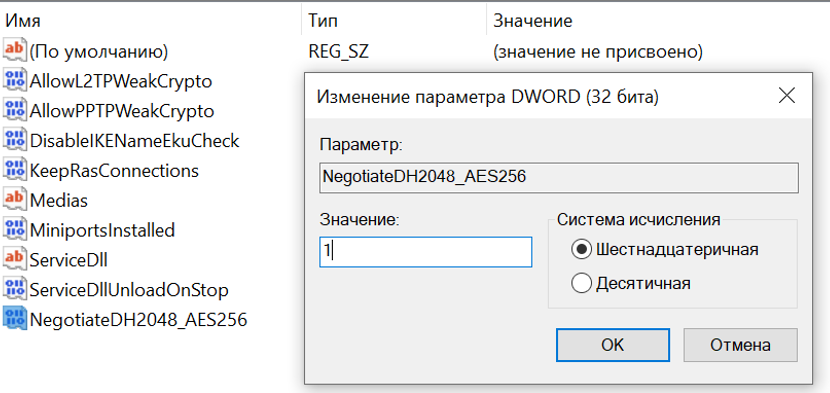 Имя Тип Значение
(По умолчанию) REG_SZ (значение не присвоено)
AllowL2TPWeakCrypto
AllowPPTPWeakCrypto
DisableIKENameEkuCheck
KeepRasConnections
Medias
MiniportsInstalled
ServiceDll
ServiceDllUnloadOnStop
NegotiateDH2048_AES256
Изменение параметра DWORD (32 бита)
Параметр:
NegotiateDH2048_AES256
Значение:
1
Система исчисления
Шестнадцатеричная
Десятичная
OK Отмена